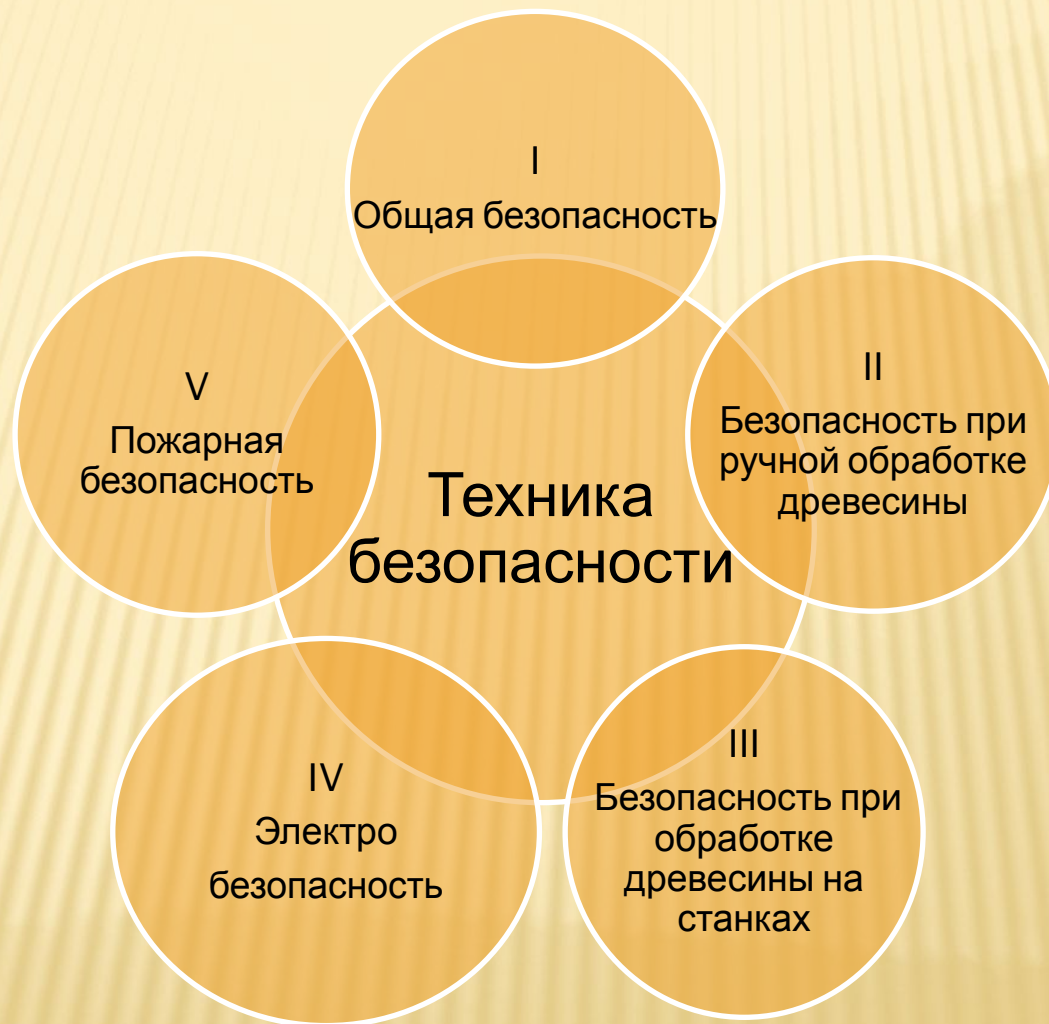 I
Общая безопасность
II
Безопасность при
ручной обработке
древесины
III
Безопасность при
обработке
древесины на
станках
IV
Электро
безопасность
V
Пожарная
безопасность
Техника
безопасности